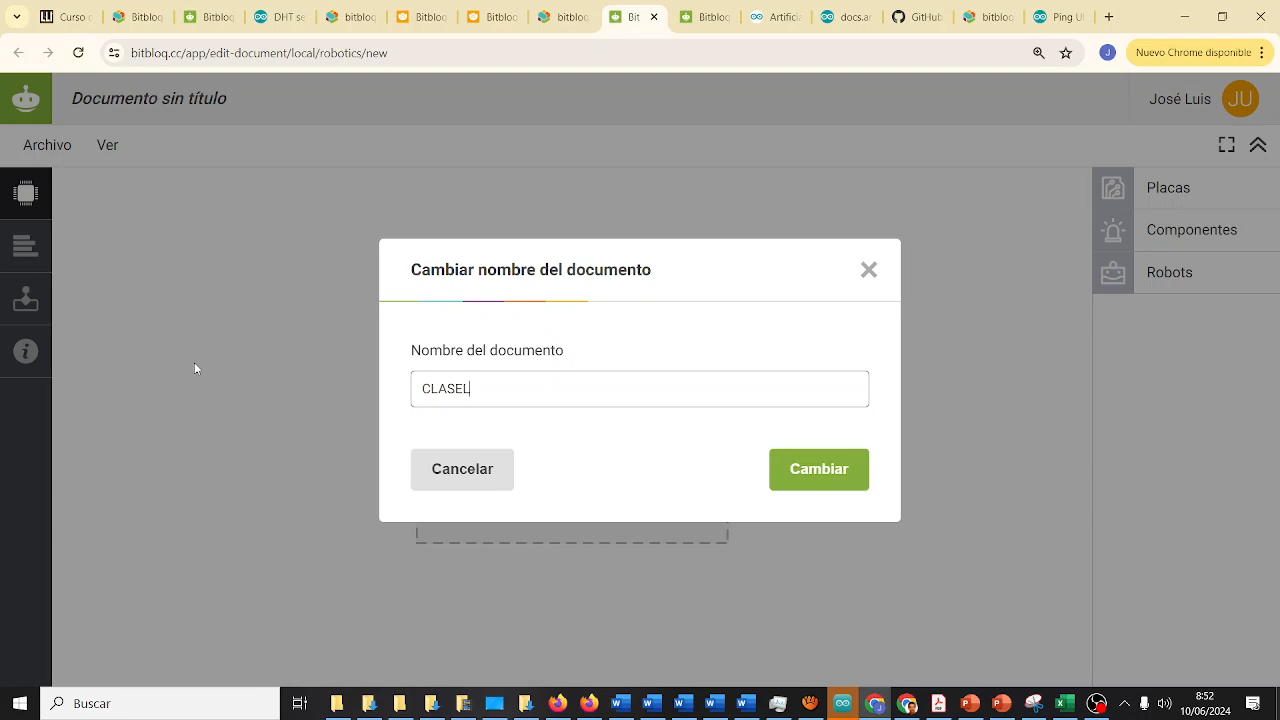 Curso o
Bitbloq
Bitbloq
DHT se
bitbloq
Bitbloq
Bitbloc
bitbloq
Bit
Bitbloq
Artificia
docs.ar
GitHub
bitbloq
Ping Ul
bitbloq.cc/app/edit-document/local/robotics/new
J
Nuevo Chrome disponible
Documento sin título
José Luis
JU
Archivo
Ver
Placas
Componentes
Robots
Cambiar nombre del documento
Nombre del documento
CLASEL
Cancelar
Cambiar
Buscar
8:52
10/06/2024